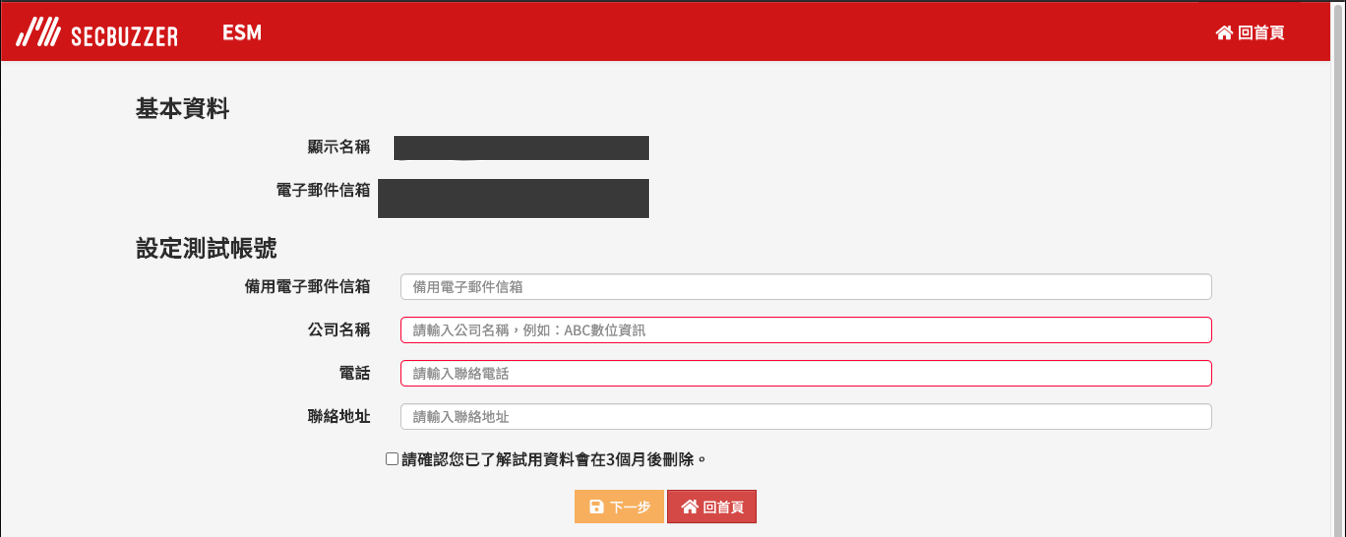 SECBUZZER ESM 回首頁
基本資料
顯示名稱
電子郵件信箱
設定測試帳號
備用電子郵件信箱 備用電子郵件信箱
公司名稱 請輸入公司名稱，例如：ABC數位資訊
電話 請輸入聯絡電話
聯絡地址 請輸入聯絡地址
請確認您已了解試用資料會在3個月後刪除。
下一步 回首頁